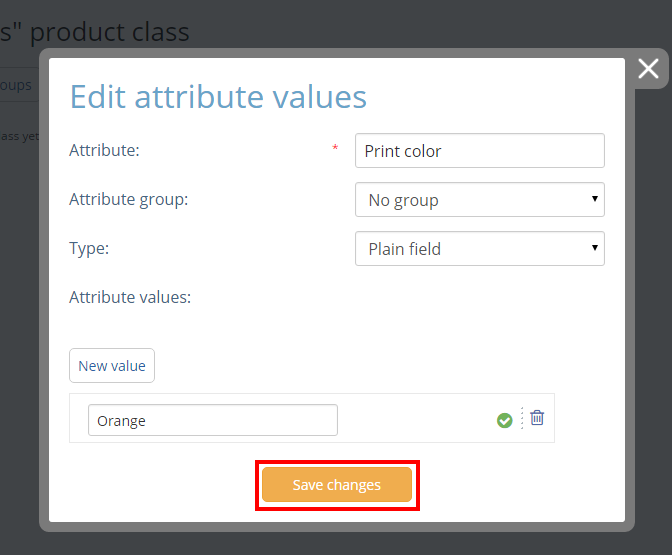 s" product class
oups
ass yet
Edit attribute values
Attribute: * Print color
Attribute group: No group
Type: Plain field
Attribute values:
New value
Orange
Save changes